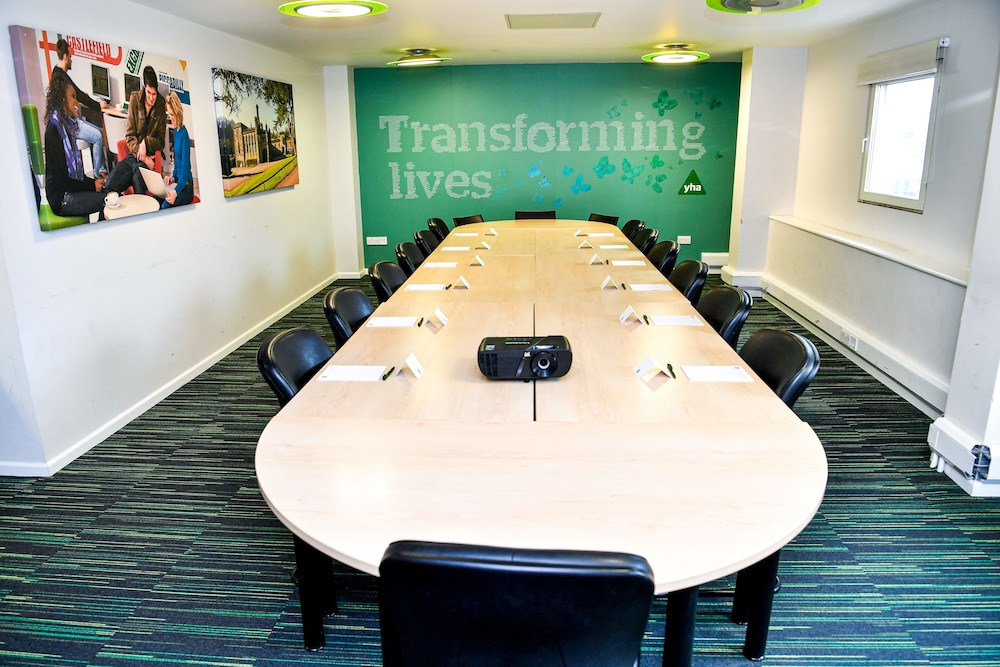 CASTLEFIELD
PICCADILLY
Transforming
lives
yha